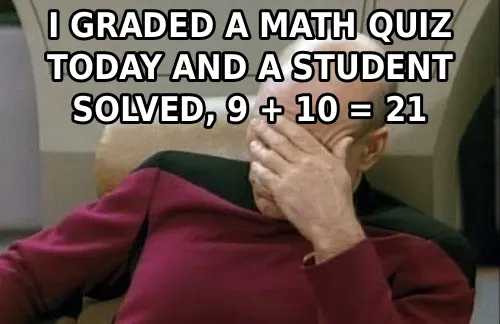 I GRADED A MATH QUIZ
TODAY AND A STUDENT
SOLVED, 9 + 10 = 21